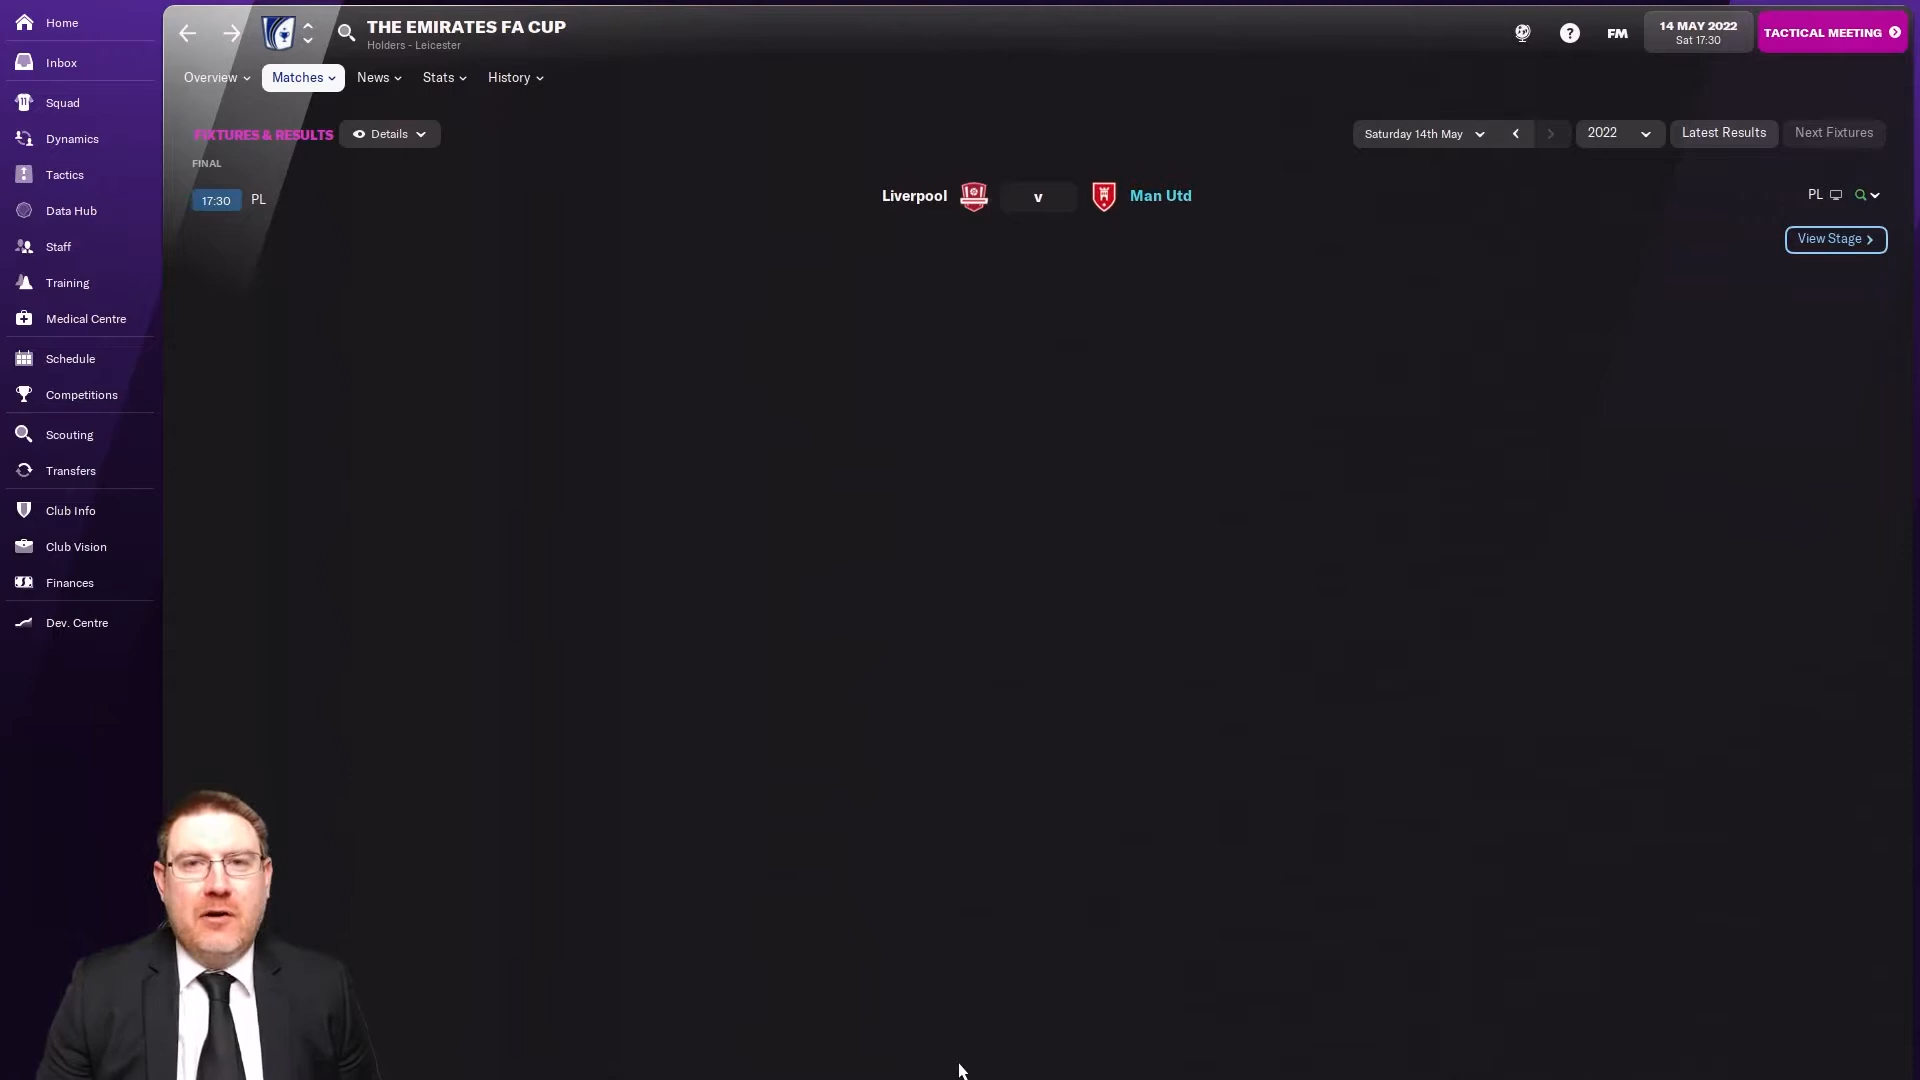 Home
Inbox
Squad
Dynamics
Tactics
Data Hub
Staff
Training
Medical Centre
Schedule
Competitions
Scouting
Transfers
Club Info
Club Vision
Finances
Dev. Centre
THE EMIRATES FA CUP
Holders - Leicester
FM
14 MAY 2022
Sat 17:30
TACTICAL MEETING
Overview Matches News Stats History
FIXTURES & RESULTS Details Saturday 14th May 2022 Latest Results Next Fixtures
FINAL
17:30 PL Liverpool v Man Utd PL
View Stage